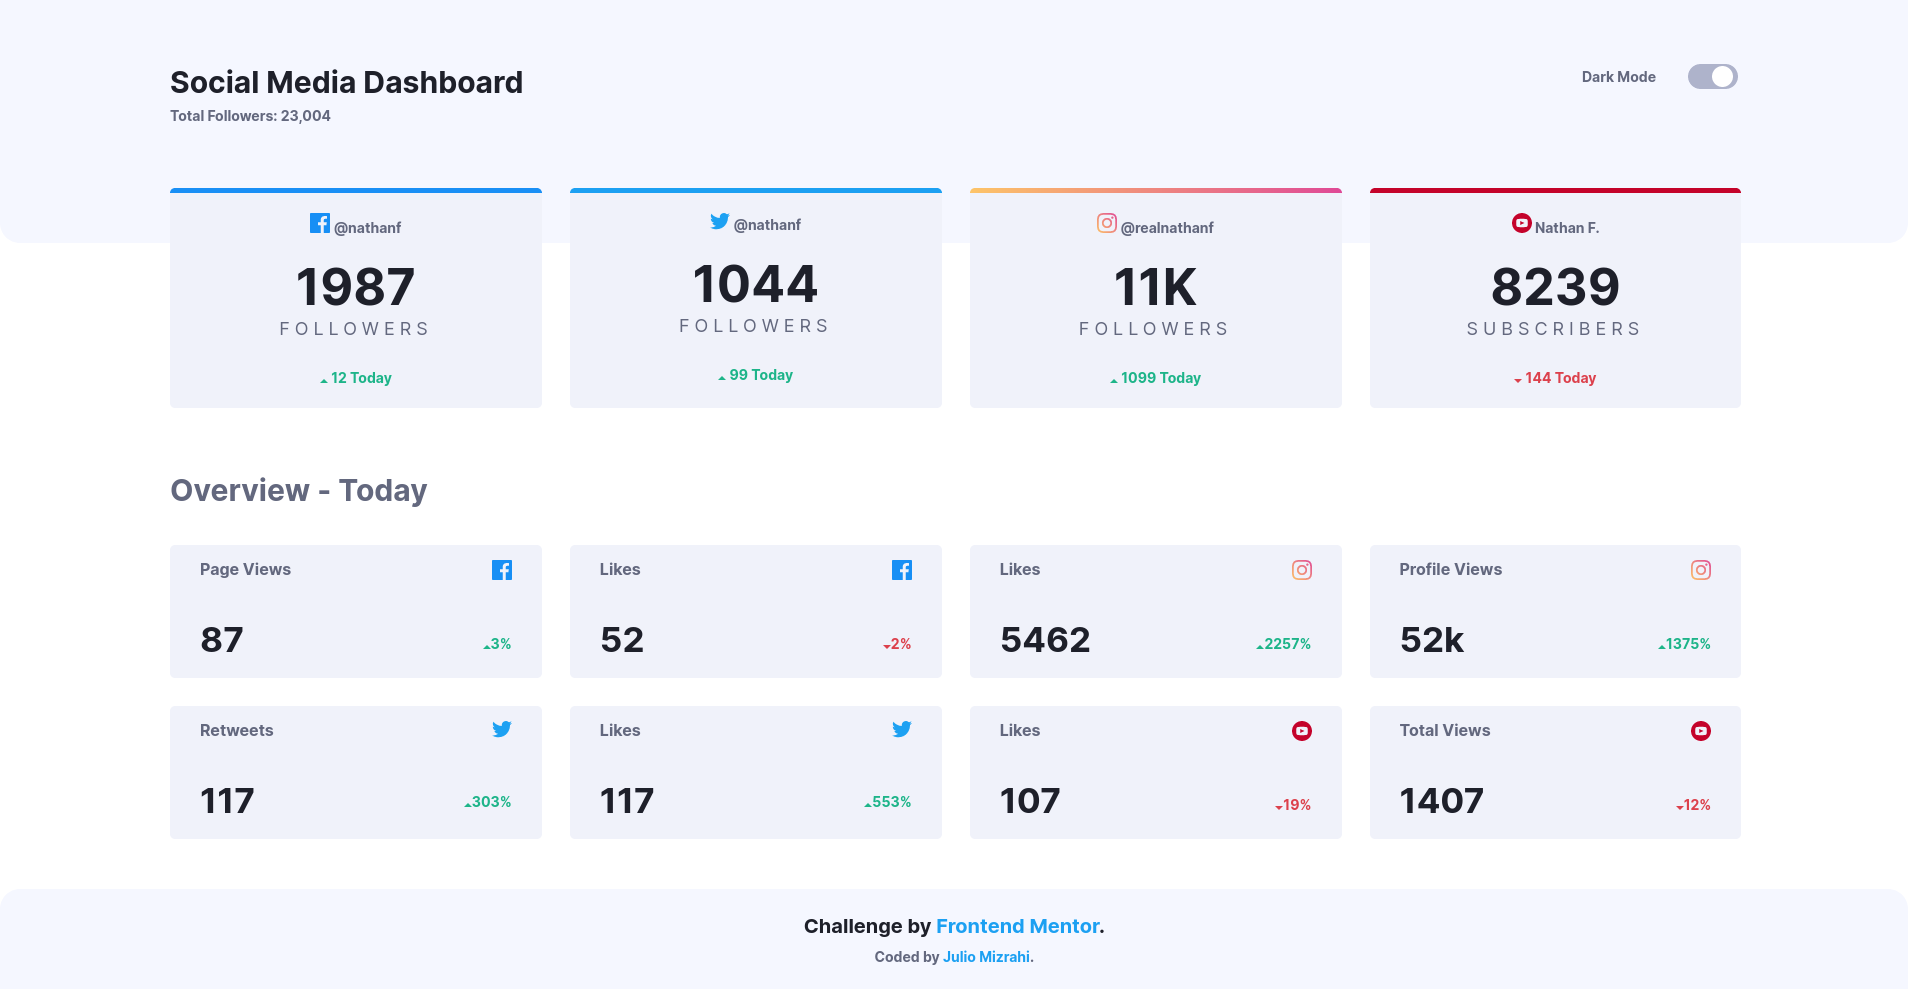 Social Media Dashboard
Total Followers: 23,004
Dark Mode
@nathanf
1987
FOLLOWERS
12 Today
@nathanf
1044
FOLLOWERS
99 Today
@realnathanf
11K
FOLLOWERS
1099 Today
Nathan F.
8239
SUBSCRIBERS
144 Today
Overview - Today
Page Views
87
3%
Likes
52
2%
Likes
5462
2257%
Profile Views
52k
1375%
Retweets
117
303%
Likes
117
553%
Likes
107
19%
Total Views
1407
12%
Challenge by Frontend Mentor.
Coded by Julio Mizrahi.